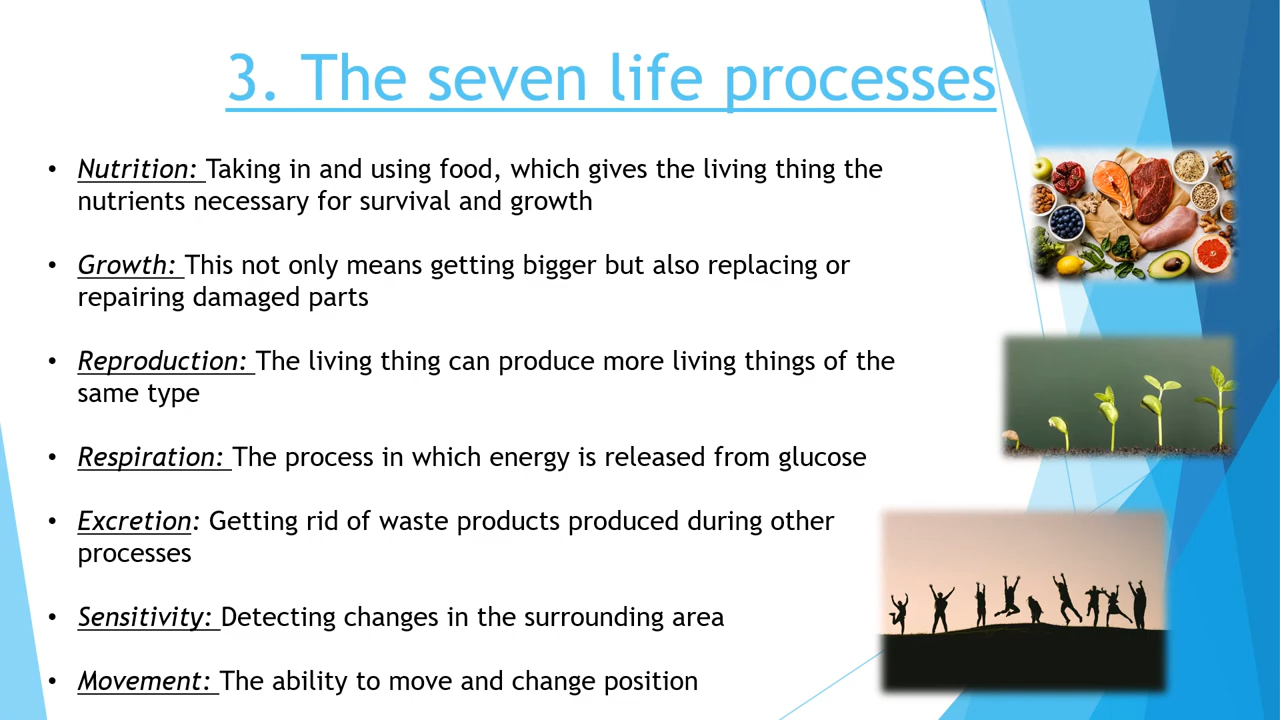 3. The seven life processes
• Nutrition: Taking in and using food, which gives the living thing the
nutrients necessary for survival and growth
• Growth: This not only means getting bigger but also replacing or
repairing damaged parts
• Reproduction: The living thing can produce more living things of the
same type
• Respiration: The process in which energy is released from glucose
• Excretion: Getting rid of waste products produced during other
processes
• Sensitivity: Detecting changes in the surrounding area
• Movement: The ability to move and change position